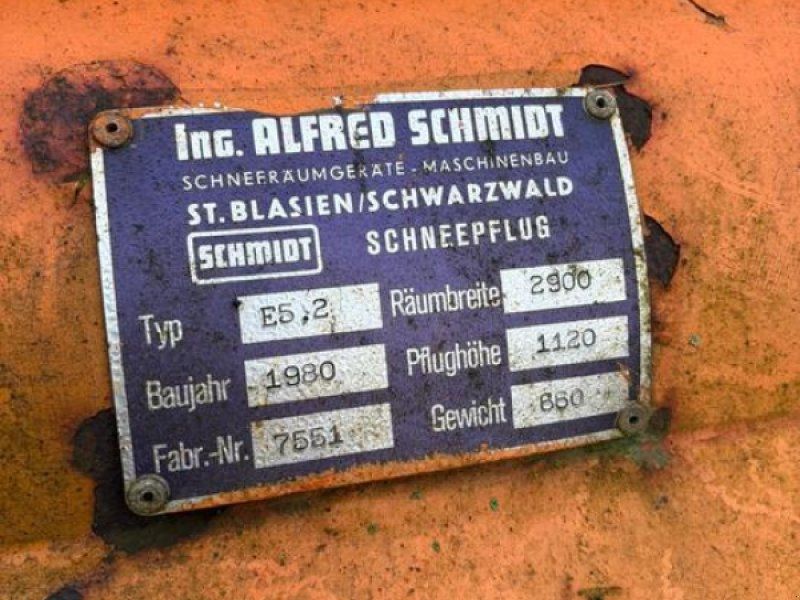 Ing. ALFRED SCHMIDT
SCHNEERÄUMGERÄTE - MASCHINENBAU
ST. BLASIEN/SCHWARZWALD
SCHMIDT SCHNEEPFLUG
Typ E5.2 Räumbreite 2900
Baujahr 1980 Pflughöhe 1120
Fabr.-Nr. 7551 Gewicht